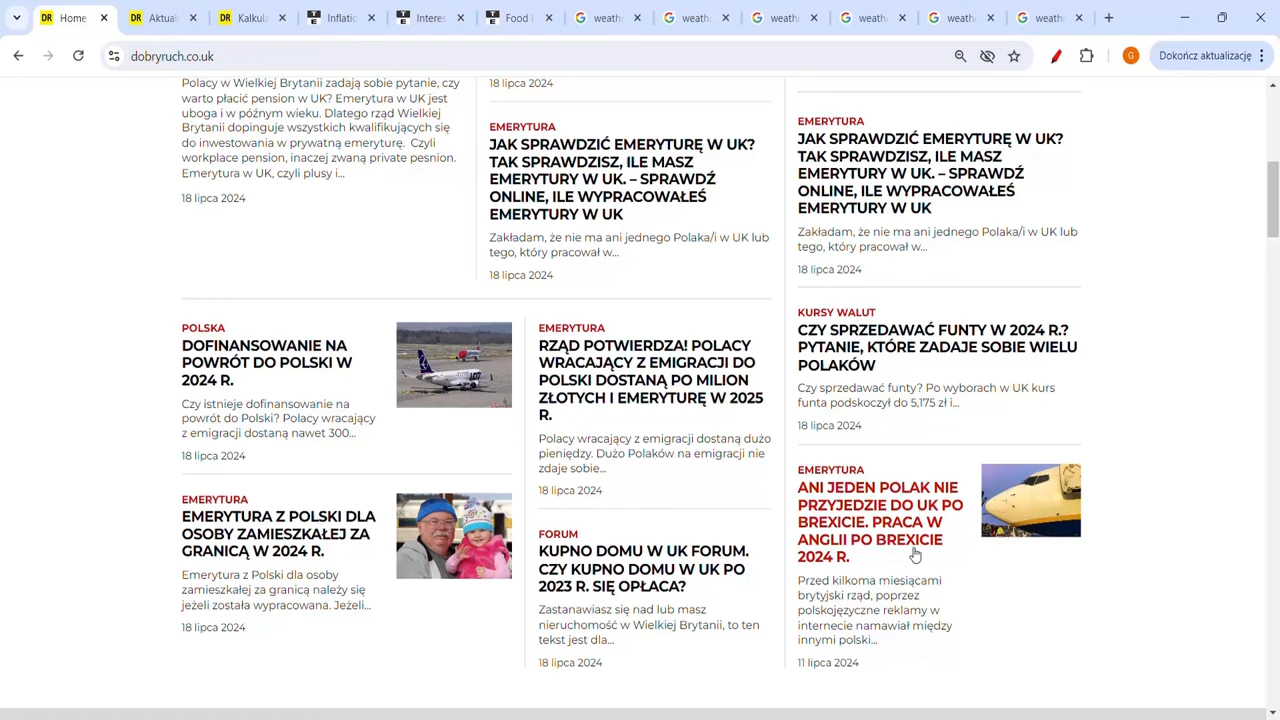 Home
Aktual
Kalkul
Inflatio
Interes
Food I
weath
weath
weath
weath
weath
weath
dobryruch.co.uk
G
Dokończ aktualizację
Polacy w Wielkiej Brytanii zadają sobie pytanie, czy
warto płacić pension w UK? Emerytura w UK jest
uboga i w późnym wieku. Dlatego rząd Wielkiej
Brytanii dopinguje wszystkich kwalifikujących się
do inwestowania w prywatną emeryturę. Czyli
workplace pension, inaczej zwaną private pesnion.
Emerytura w UK, czyli plusy i...
18 lipca 2024
18 lipca 2024
EMERYTURA
JAK SPRAWDZIĆ EMERYTURĘ W UK?
TAK SPRAWDZISZ, ILE MASZ
EMERYTURY W UK. – SPRAWDŹ
ONLINE, ILE WYPRACOWAŁEŚ
EMERYTURY W UK
Zakładam, że nie ma ani jednego Polaka/i w UK lub
tego, który pracował w...
18 lipca 2024
EMERYTURA
JAK SPRAWDZIĆ EMERYTURĘ W UK?
TAK SPRAWDZISZ, ILE MASZ
EMERYTURY W UK. – SPRAWDŹ
ONLINE, ILE WYPRACOWAŁEŚ
EMERYTURY W UK
Zakładam, że nie ma ani jednego Polaka/i w UK lub
tego, który pracował w...
18 lipca 2024
POLSKA
DOFINANSOWANIE NA
POWRÓT DO POLSKI W
2024 R.
Czy istnieje dofinansowanie na
powrót do Polski? Polacy wracający
z emigracji dostaną nawet 300...
18 lipca 2024
EMERYTURA
EMERYTURA Z POLSKI DLA
OSOBY ZAMIESZKAŁEJ ZA
GRANICĄ W 2024 R.
Emerytura z Polski dla osoby
zamieszkałej za granicą należy się
jeżeli została wypracowana. Jeżeli...
18 lipca 2024
EMERYTURA
RZĄD POTWIERDZA! POLACY
WRACAJĄCY Z EMIGRACJI DO
POLSKI DOSTANĄ PO MILION
ZŁOTYCH I EMERYTURĘ W 2025
R.
Polacy wracający z emigracji dostaną dużo
pieniędzy. Dużo Polaków na emigracji nie
zdaje sobie...
18 lipca 2024
FORUM
KUPNO DOMU W UK FORUM.
CZY KUPNO DOMU W UK PO
2023 R. SIĘ OPŁACA?
Zastanawiasz się nad lub masz
nieruchomość w Wielkiej Brytanii, to ten
tekst jest dla...
18 lipca 2024
KURSY WALUT
CZY SPRZEDAWAĆ FUNTY W 2024 R.?
PYTANIE, KTÓRE ZADAJE SOBIE WIELU
POLAKÓW
Czy sprzedawać funty? Po wyborach w UK kurs
funta podskoczył do 5,175 zł i...
18 lipca 2024
EMERYTURA
ANI JEDEN POLAK NIE
PRZYJEDZIE DO UK PO
BREXICIE. PRACA W
ANGLII PO BREXICIE
2024 R.
Przed kilkoma miesiącami
brytyjski rząd, poprzez
polskojęzyczne reklamy w
internecie namawiał między
innymi polski...
11 lipca 2024